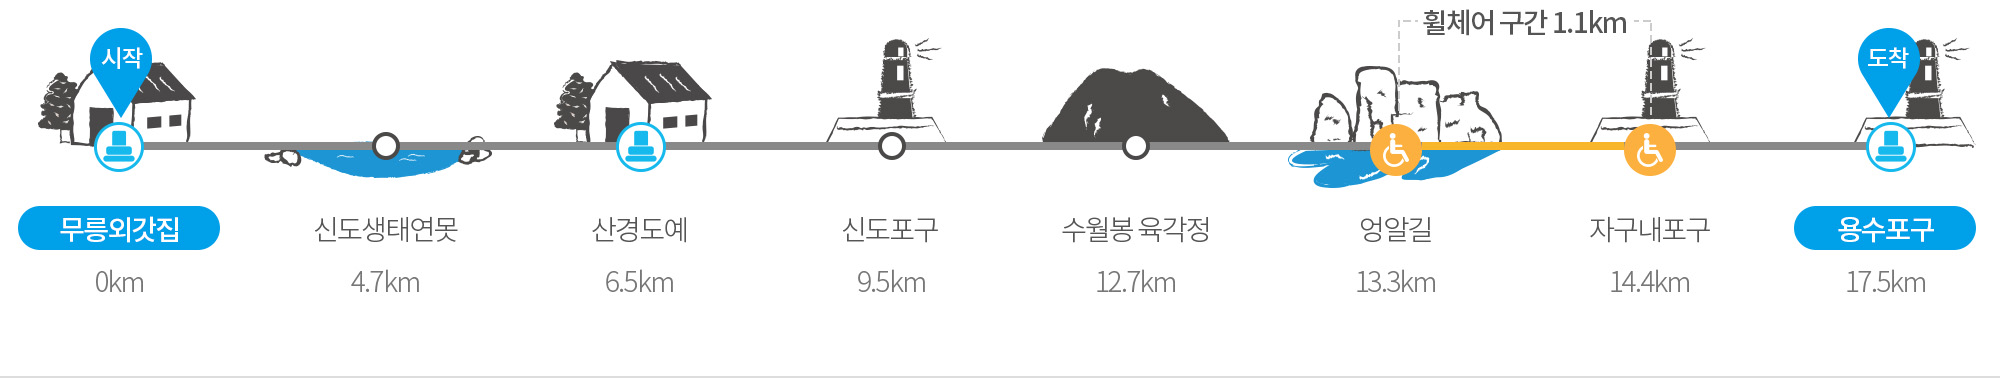 휠체어 구간 1.1km
시작
도착
무릉외갓집
신도생태연못
산경도예
신도포구
수월봉 육각정
엉알길
자구내포구
용수포구
0km
4.7km
6.5km
9.5km
12.7km
13.3km
14.4km
17.5km